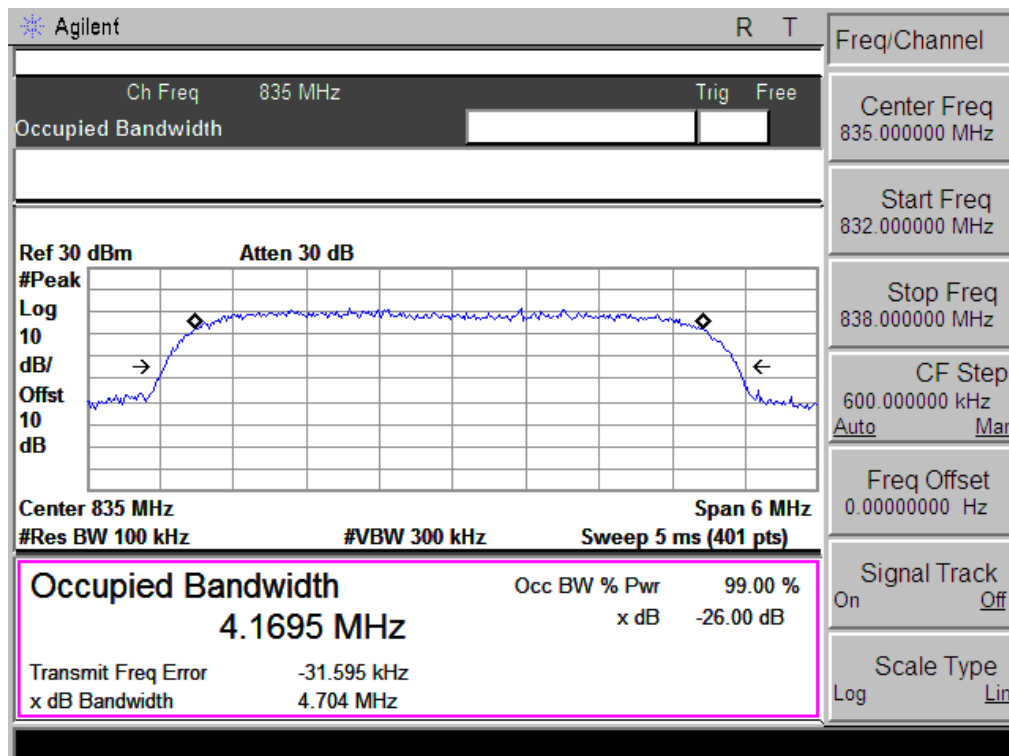 Agilent R T
Ch Freq 835 MHz Trig Free
Occupied Bandwidth
Ref 30 dBm Atten 30 dB
#Peak
Log
10
dB/
Offst
10
dB
Center 835 MHz Span 6 MHz
#Res BW 100 kHz #VBW 300 kHz Sweep 5 ms (401 pts)
Occupied Bandwidth
4.1695 MHz
Occ BW % Pwr 99.00 %
x dB -26.00 dB
Transmit Freq Error -31.595 kHz
x dB Bandwidth 4.704 MHz
Freq/Channel
Center Freq
835.000000 MHz
Start Freq
832.000000 MHz
Stop Freq
838.000000 MHz
CF Step
600.000000 kHz
Auto Man
Freq Offset
0.00000000 Hz
Signal Track
On Off
Scale Type
Log Lin